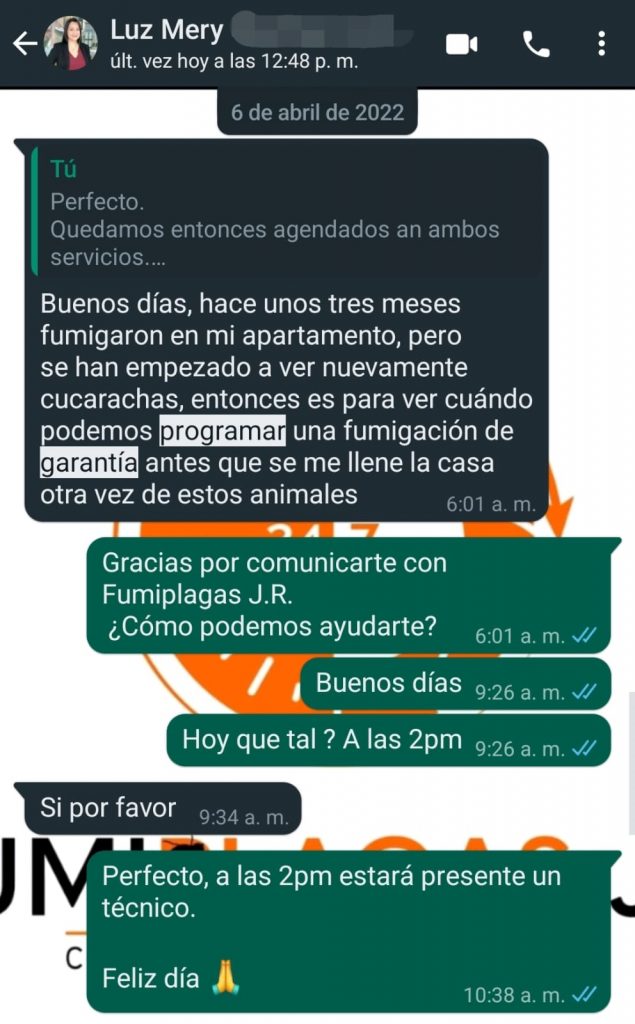 Luz Mery
últ. vez hoy a las 12:48 p. m.
6 de abril de 2022
Tú
Perfecto.
Quedamos entonces agendados an ambos
servicios....
Buenos días, hace unos tres meses
fumigaron en mi apartamento, pero
se han empezado a ver nuevamente
cucarachas, entonces es para ver cuándo
podemos programar una fumigación de
garantía antes que se me llene la casa
otra vez de estos animales
6:01 a. m.
Gracias por comunicarte con
Fumiplagas J.R.
¿Cómo podemos ayudarte?
6:01 a. m.
Buenos días
9:26 a. m.
Hoy que tal ? A las 2pm
9:26 a. m.
Si por favor
9:34 a. m.
Perfecto, a las 2pm estará presente un
técnico.
Feliz día 🙏
10:38 a. m.